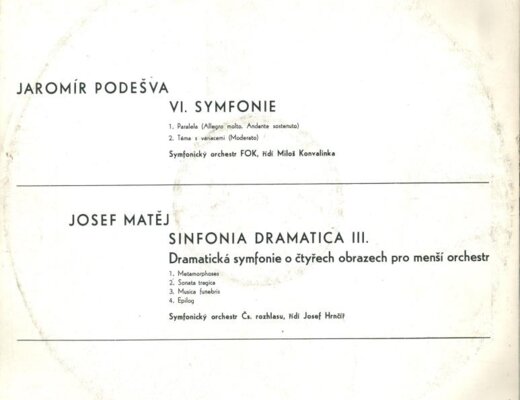 JAROMÍR PODEŠVA
VI. SYMFONIE
1. Paralela (Allegro molto. Andante sostenuto)
2. Téma s variacemi (Moderato)
Symfonický orchestr FOK, řídí Miloš Konvalinka
JOSEF MATĚJ
SINFONIA DRAMATICA III.
Dramatická symfonie o čtyřech obrazech pro menší orchestr
1. Metamorphoses
2. Sonata tragica
3. Musica funebris
4. Epilog
Symfonický orchestr Čs. rozhlasu, řídí Josef Hrnčíř